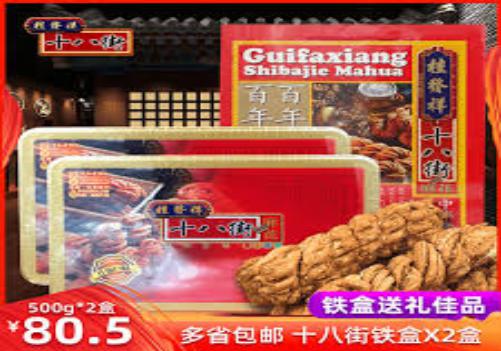 桂發祥
十八街
Guifaxiang
Shibajie Mahua
百年
百年
桂發祥
十八街
麻花
桂發祥
十八街
500g*2盒
¥80.5
铁盒送礼佳品
多省包邮 十八街铁盒X2盒